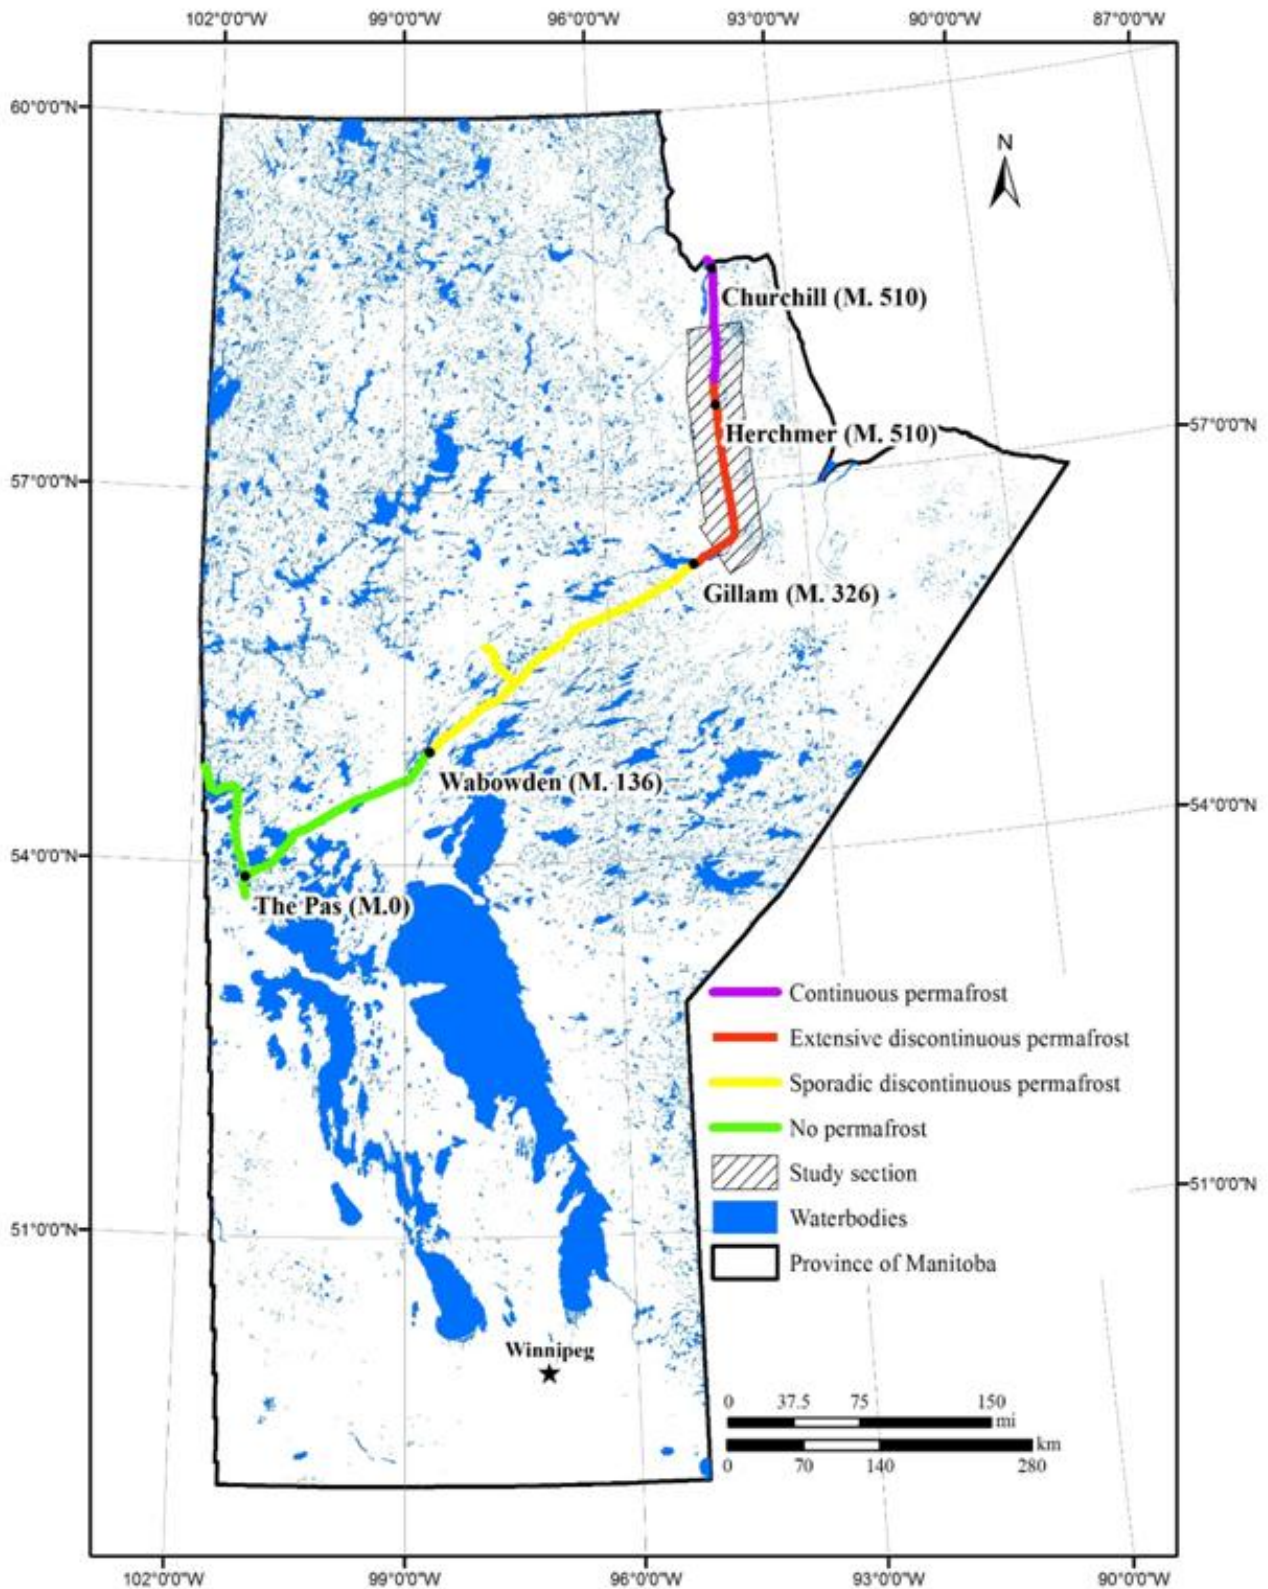 102°0'0"W 99°0'0"W 96°0'0"W 93°0'0"W 90°0'0"W 87°0'0"W
60°0'0"N
N
Churchill (M. 510)
57°0'0"N
Herchmer (M. 510)
57°0'0"N
Gillam (M. 326)
Wabowden (M. 136)
54°0'0"N
54°0'0"N
The Pas (M.0)
Continuous permafrost
Extensive discontinuous permafrost
Sporadic discontinuous permafrost
No permafrost
Study section
51°0'0"N
Waterbodies
51°0'0"N
Province of Manitoba
Winnipeg
0 37.5 75 150
mi
km
0 70 140 280
102°0'0"W 99°0'0"W 96°0'0"W 93°0'0"W 90°0'0"W